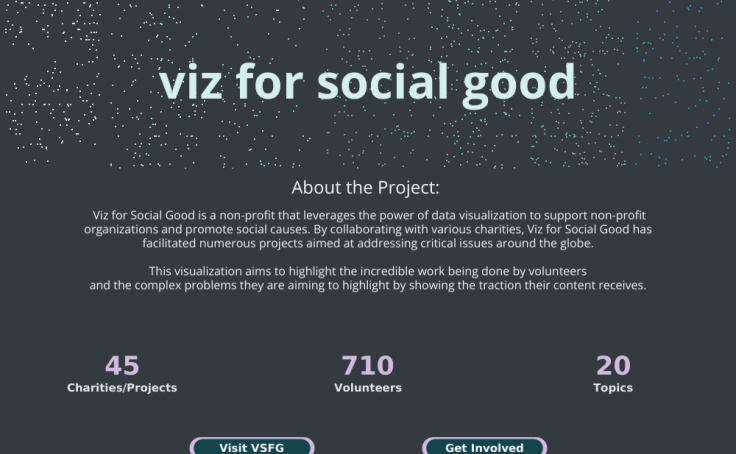 viz for social good
About the Project:
Viz for Social Good is a non-profit that leverages the power of data visualization to support non-profit
organizations and promote social causes. By collaborating with various charities, Viz for Social Good has
facilitated numerous projects aimed at addressing critical issues around the globe.
This visualization aims to highlight the incredible work being done by volunteers
and the complex problems they are aiming to highlight by showing the traction their content receives.
45 710 20
Charities/Projects Volunteers Topics
Visit VSFG Get Involved